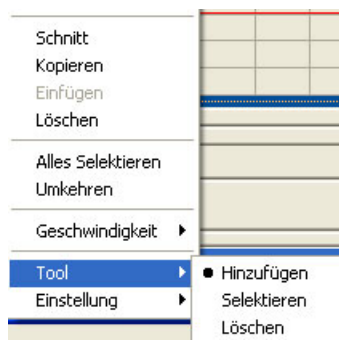 Schnitt
Kopieren
Einfügen
Löschen
Alles Selektieren
Umkehren
Geschwindigkeit
Tool
Einstellung
Hinzufügen
Selektieren
Löschen